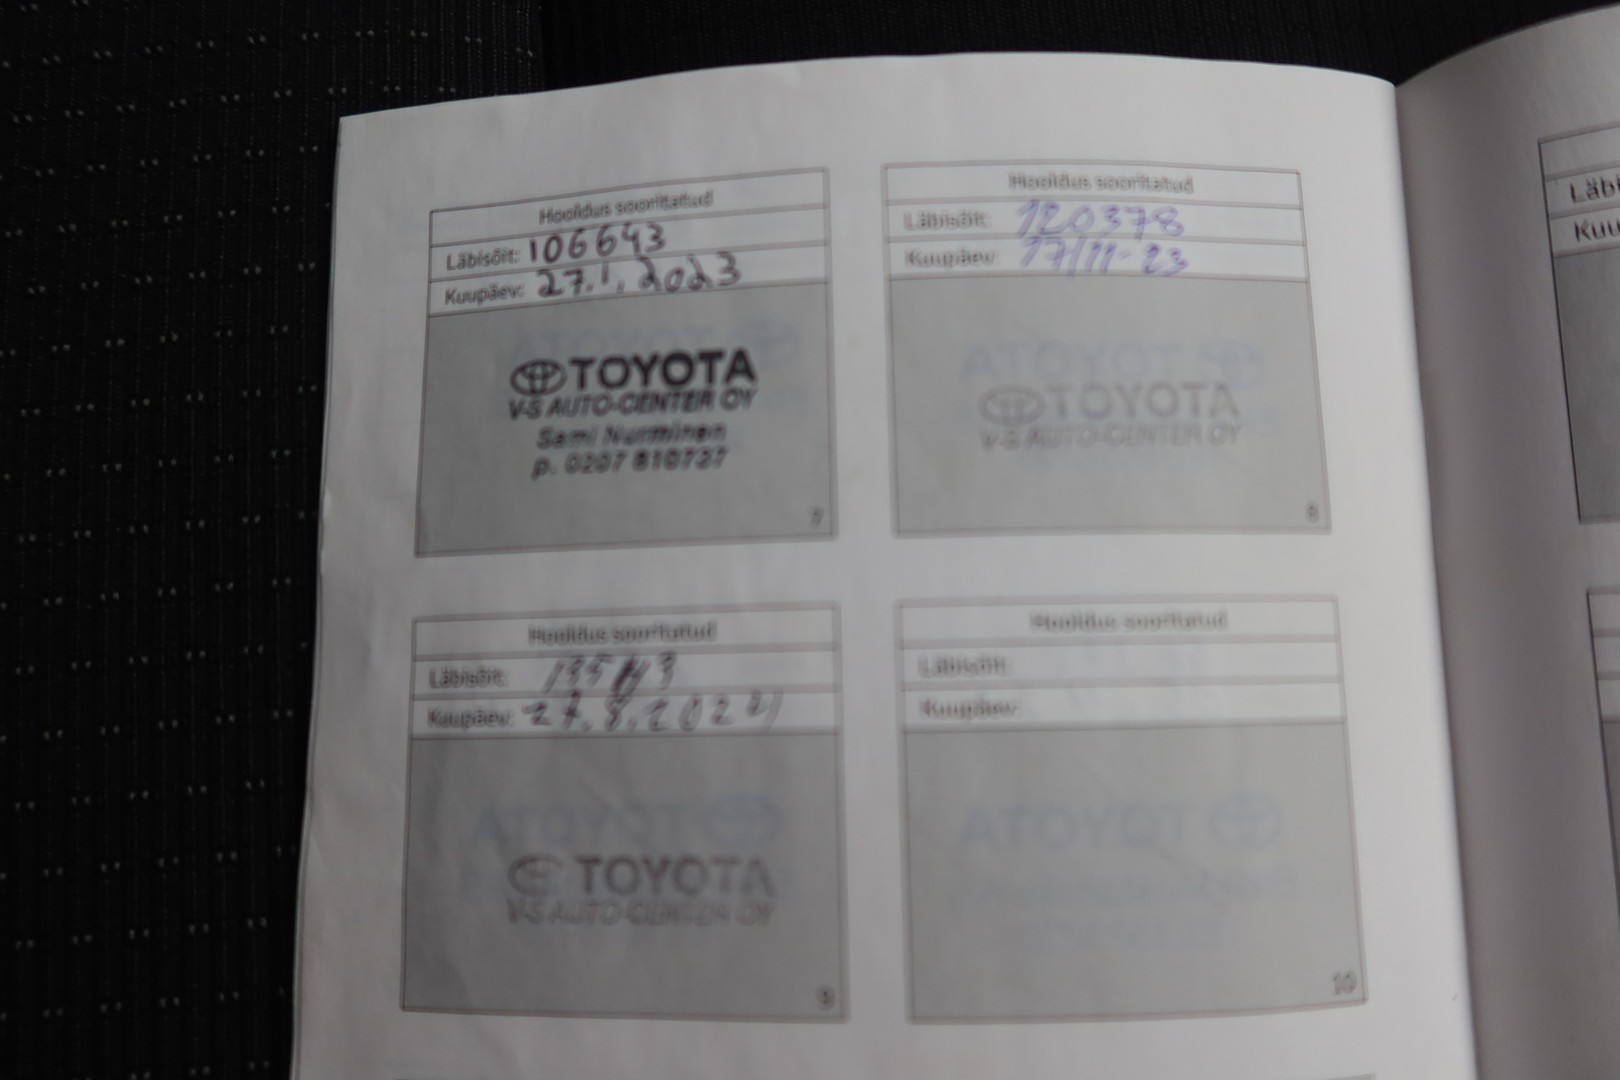 Hooldus sooritatud
Läbisõit: 106643
Kuupäev: 27.1.2023
TOYOTA
V-S AUTO-CENTER OY
Sami Nurminen
p. 0207 810727
7
Hooldus sooritatud
Läbisõit: 120378
Kuupäev: 17/11-23
TOYOTA
V-S AUTO-CENTER OY
8
Hooldus sooritatud
Läbisõit:
Kuupäev: 27.8.2024
TOYOTA
V-S AUTO-CENTER OY
9
Hooldus sooritatud
Läbisõit:
Kuupäev:
10